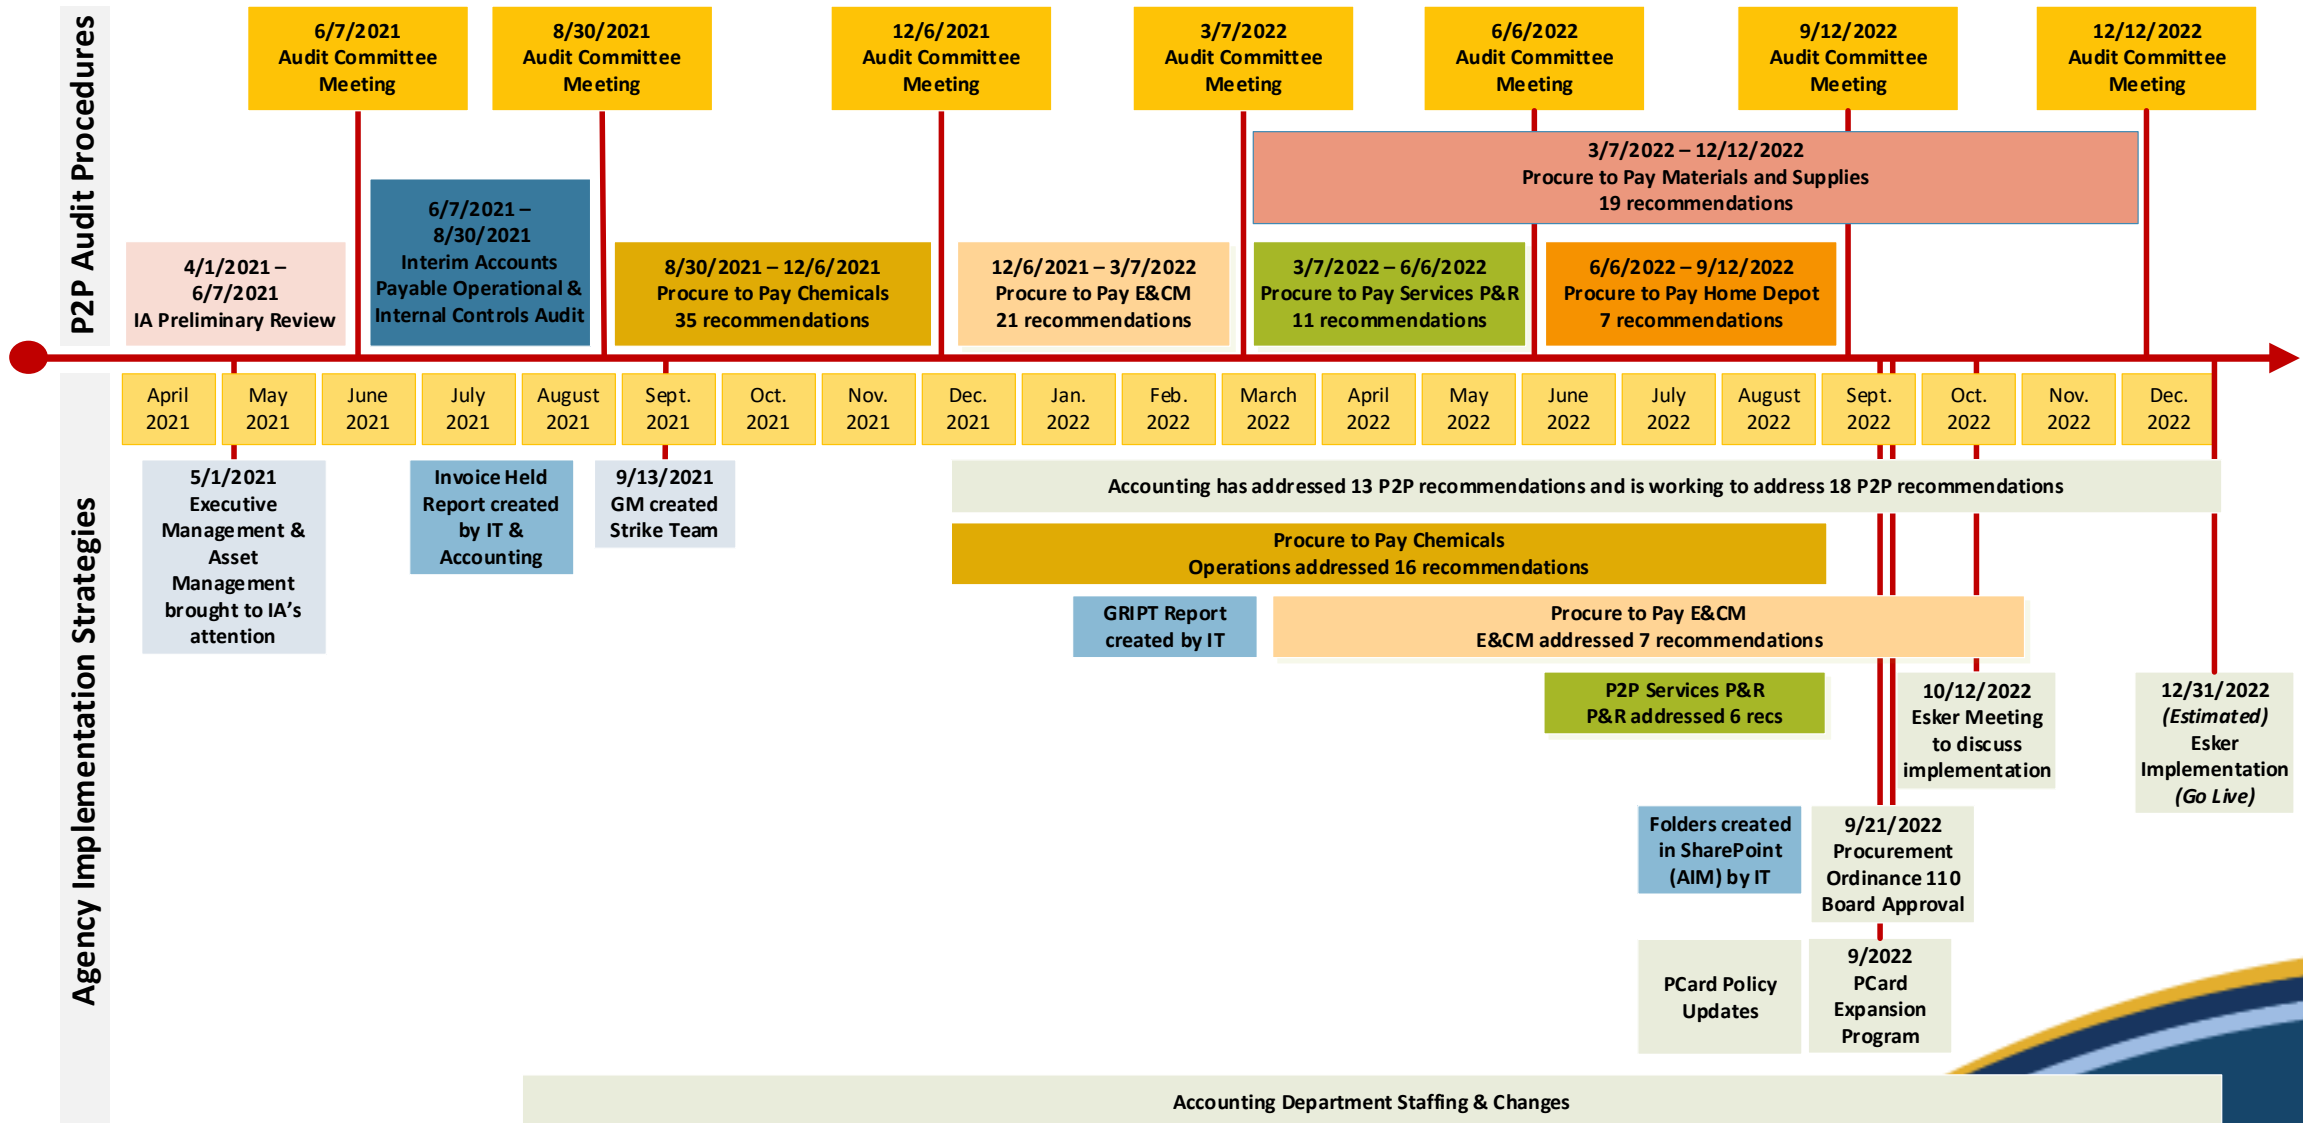 P2P Audit Procedures
6/7/2021
Audit Committee
Meeting
8/30/2021
Audit Committee
Meeting
12/6/2021
Audit Committee
Meeting
3/7/2022
Audit Committee
Meeting
6/6/2022
Audit Committee
Meeting
9/12/2022
Audit Committee
Meeting
12/12/2022
Audit Committee
Meeting
3/7/2022 – 12/12/2022
Procure to Pay Materials and Supplies
19 recommendations
4/1/2021 –
6/7/2021
IA Preliminary Review
6/7/2021 –
8/30/2021
Interim Accounts
Payable Operational &
Internal Controls Audit
8/30/2021 – 12/6/2021
Procure to Pay Chemicals
35 recommendations
12/6/2021 – 3/7/2022
Procure to Pay E&CM
21 recommendations
3/7/2022 – 6/6/2022
Procure to Pay Services P&R
11 recommendations
6/6/2022 – 9/12/2022
Procure to Pay Home Depot
7 recommendations
April
2021
May
2021
June
2021
July
2021
August
2021
Sept.
2021
Oct.
2021
Nov.
2021
Dec.
2021
Jan.
2022
Feb.
2022
March
2022
April
2022
May
2022
June
2022
July
2022
August
2022
Sept.
2022
Oct.
2022
Nov.
2022
Dec.
2022
Agency Implementation Strategies
5/1/2021
Executive
Management &
Asset
Management
brought to IA's
attention
Invoice Held
Report created
by IT &
Accounting
9/13/2021
GM created
Strike Team
Accounting has addressed 13 P2P recommendations and is working to address 18 P2P recommendations
Procure to Pay Chemicals
Operations addressed 16 recommendations
GRIPT Report
created by IT
Procure to Pay E&CM
E&CM addressed 7 recommendations
P2P Services P&R
P&R addressed 6 recs
10/12/2022
Esker Meeting
to discuss
implementation
12/31/2022
(Estimated)
Esker
Implementation
(Go Live)
Folders created
in SharePoint
(AIM) by IT
9/21/2022
Procurement
Ordinance 110
Board Approval
PCard Policy
Updates
9/2022
PCard
Expansion
Program
Accounting Department Staffing & Changes